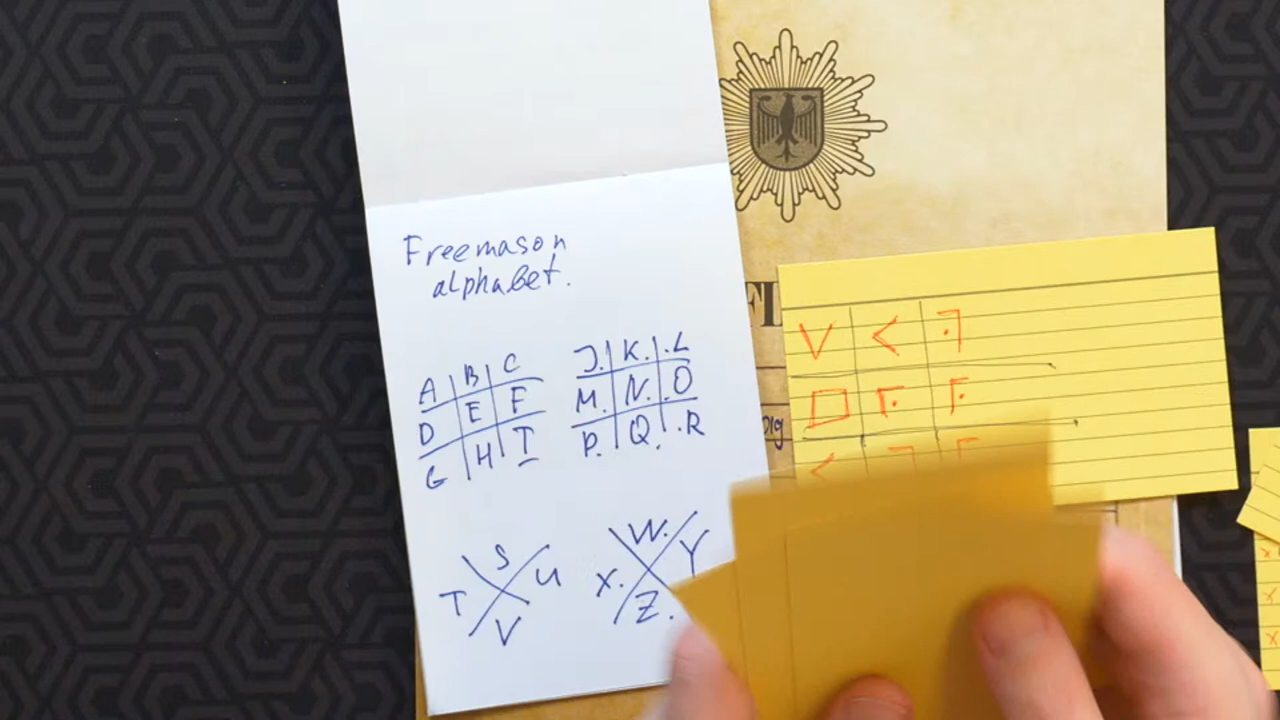 Freemason
alphabet.
A B C J. K. .L
D E F M. N. .O
G H I P. Q. .R
S W.
T U X. Y
V Z.
V <